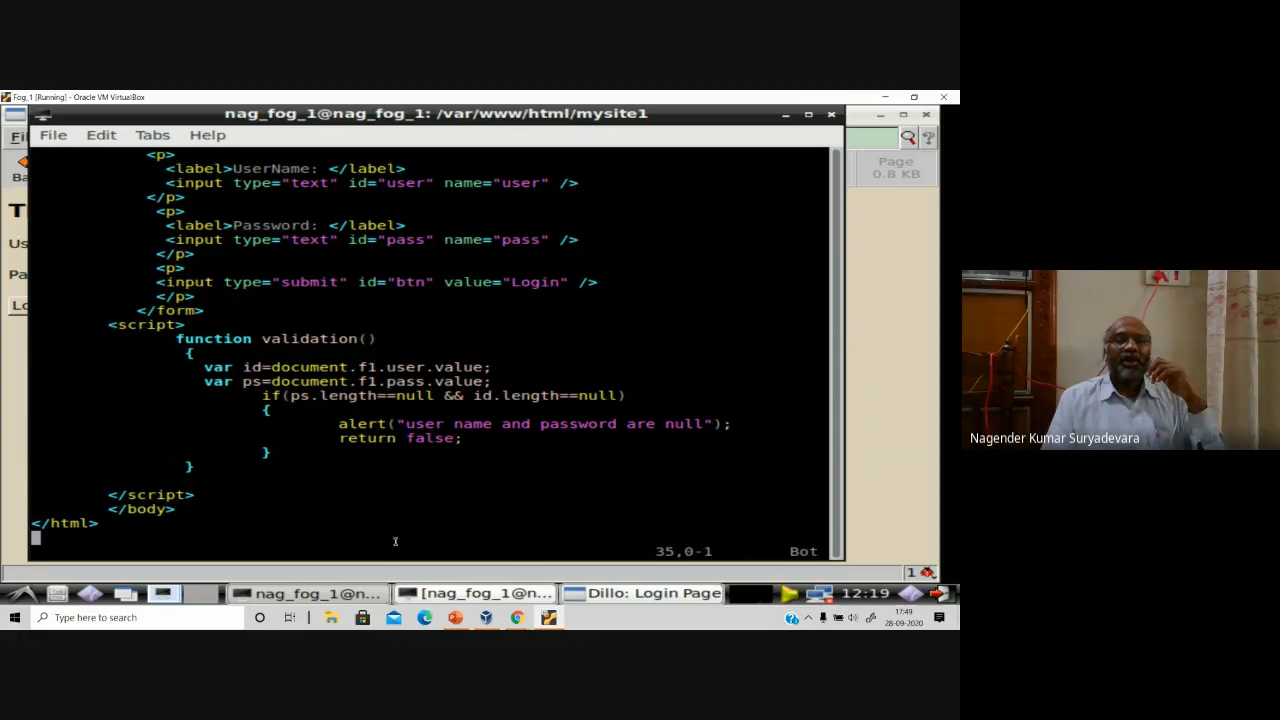 Fog_1 [Running] - Oracle VM VirtualBox
nag_fog_1@nag_fog_1: /var/www/html/mysite1
File Edit Tabs Help
Page
0.8 KB
<p>
<label>UserName: </label>
<input type="text" id="user" name="user" />
</p>
<p>
<label>Password: </label>
<input type="text" id="pass" name="pass" />
</p>
<p>
<input type="submit" id="btn" value="Login" />
</p>
</form>
<script>
function validation()
{
var id=document.f1.user.value;
var ps=document.f1.pass.value;
if(ps.length==null && id.length==null)
{
alert("user name and password are null");
return false;
}
}
</script>
</body>
</html>
35,0-1 Bot
1
nag_fog_1@n... [nag_fog_1@n... Dillo: Login Page 12:19
Type here to search
17:49
28-09-2020
Nagender Kumar Suryadevara